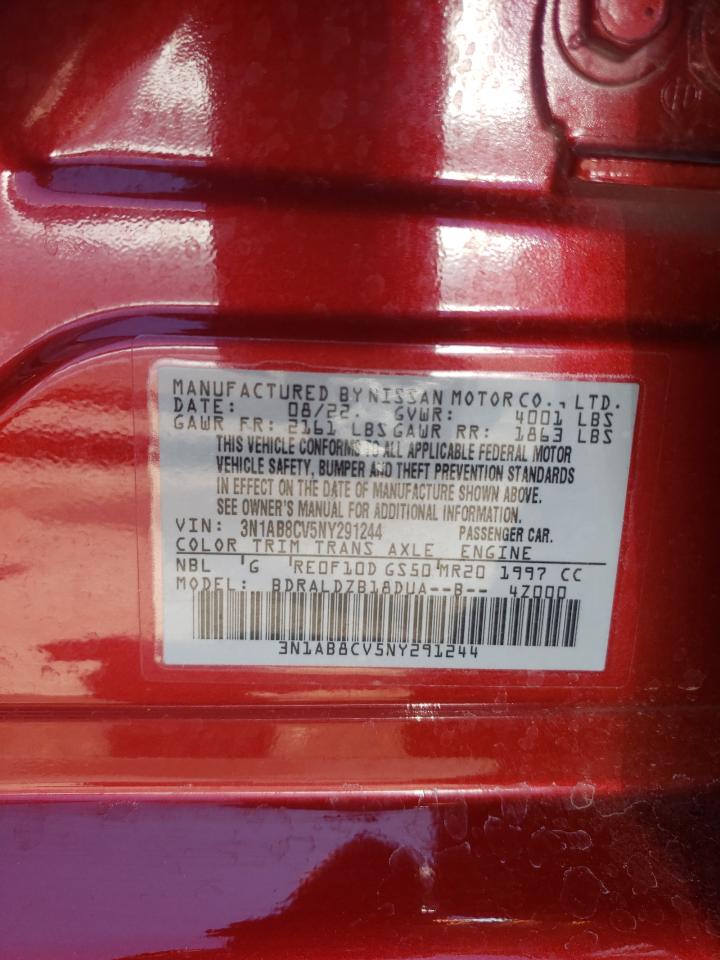 MANUFACTURED BY NISSAN MOTOR CO., LTD.
DATE: 08/22. GVWR: 4001 LBS
GAWR FR: 2161 LBS GAWR RR: 1863 LBS
THIS VEHICLE CONFORMS TO ALL APPLICABLE FEDERAL MOTOR
VEHICLE SAFETY, BUMPER AND THEFT PREVENTION STANDARDS
IN EFFECT ON THE DATE OF MANUFACTURE SHOWN ABOVE.
SEE OWNER'S MANUAL FOR ADDITIONAL INFORMATION.
VIN: 3N1AB8CV5NY291244 PASSENGER CAR.
COLOR TRIM TRANS AXLE ENGINE
NBL 'G 'RE0F10D GS50'MR20 1997 CC
MODEL: BDRALDZB18DUA--B-- 4Z000
3N1AB8CV5NY291244